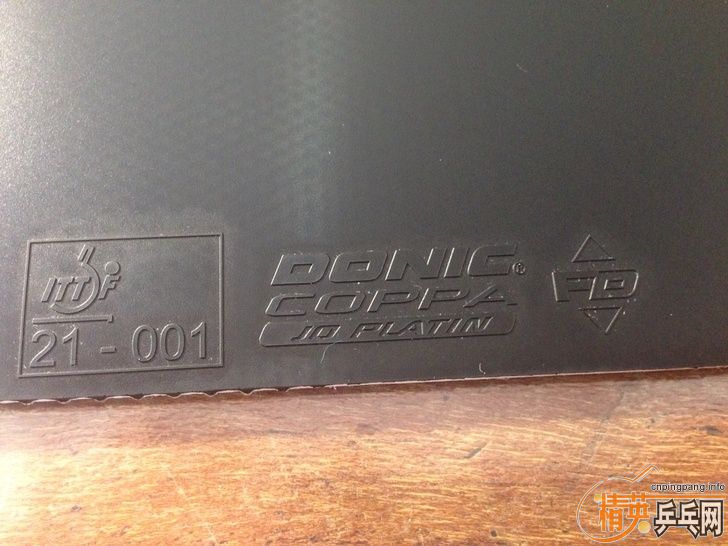 ITTF
21 - 001
DONIC®
COPPA
JO PLATIN
FD
cnpingpang.info
精英乒乓网